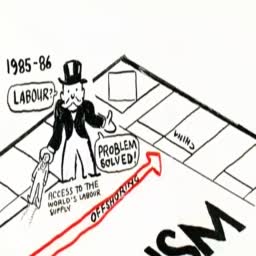 1985-86
LABOUR?
PROBLEM
SOLVED!
CHINA
ACCESS TO THE
WORLD'S LABOUR
SUPPLY
OFFSHORING
ISM